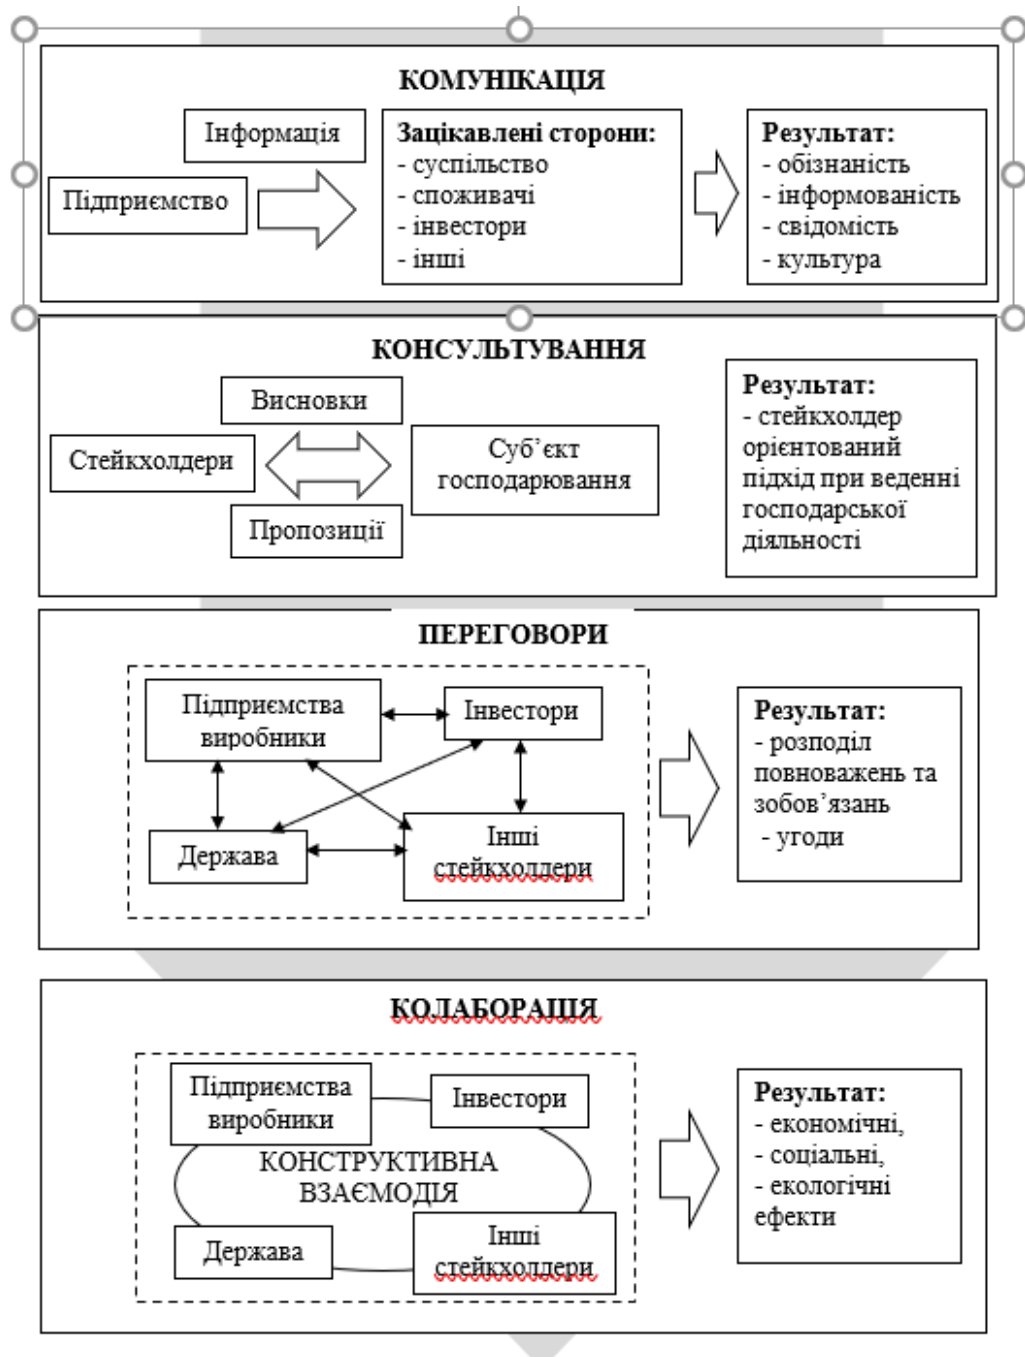 КОМУНІКАЦІЯ
Інформація
Підприємство
Зацікавлені сторони:
- суспільство
- споживачі
- інвестори
- інші
Результат:
- обізнаність
- інформованість
- свідомість
- культура
КОНСУЛЬТУВАННЯ
Висновки
Стейкхолдери
Пропозиції
Суб’єкт
господарювання
Результат:
- стейкхолдер
орієнтований
підхід при веденні
господарської
діяльності
ПЕРЕГОВОРИ
Підприємства
виробники
Інвестори
Держава
Інші
стейкхолдери
Результат:
- розподіл
повноважень та
зобов’язань
- угоди
КОЛАБОРАЦІЯ
Підприємства
виробники
Інвестори
КОНСТРУКТИВНА
ВЗАЄМОДІЯ
Держава
Інші
стейкхолдери
Результат:
- економічні,
- соціальні,
- екологічні
ефекти